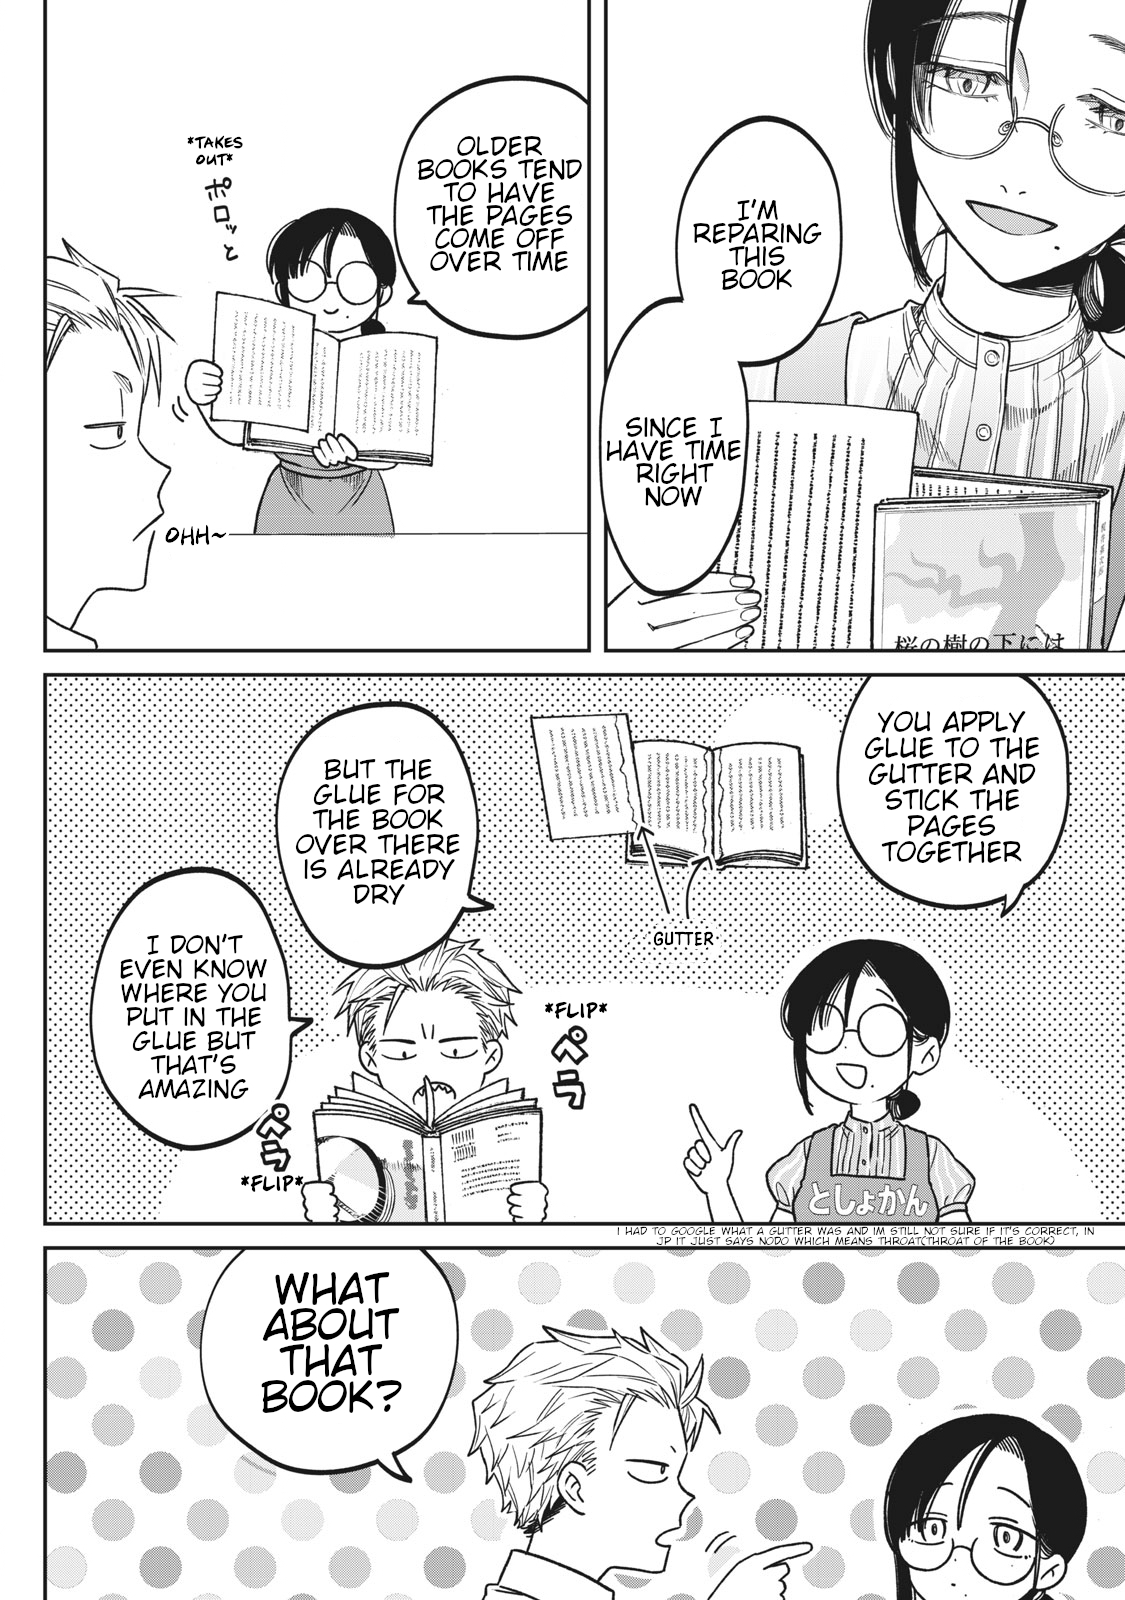 I'M
REPARING
THIS
BOOK
SINCE I
HAVE TIME
RIGHT
NOW
桜の樹の下には
OLDER
BOOKS TEND
TO HAVE
THE PAGES
COME OFF
OVER TIME
*TAKES
OUT*
ポロッと
OHH~
YOU APPLY
GLUE TO THE
GUTTER AND
STICK THE
PAGES
TOGETHER
GUTTER
BUT THE
GLUE FOR
THE BOOK
OVER THERE
IS ALREADY
DRY
I DON'T
EVEN KNOW
WHERE YOU
PUT IN THE
GLUE BUT
THAT'S
AMAZING
*FLIP*
ペラ
ペラ
*FLIP*
としょかん
I HAD TO GOOGLE WHAT A GUTTER WAS AND IM STILL NOT SURE IF IT'S CORRECT, IN
JP IT JUST SAYS NODO WHICH MEANS THROAT(THROAT OF THE BOOK)
WHAT
ABOUT
THAT
BOOK?